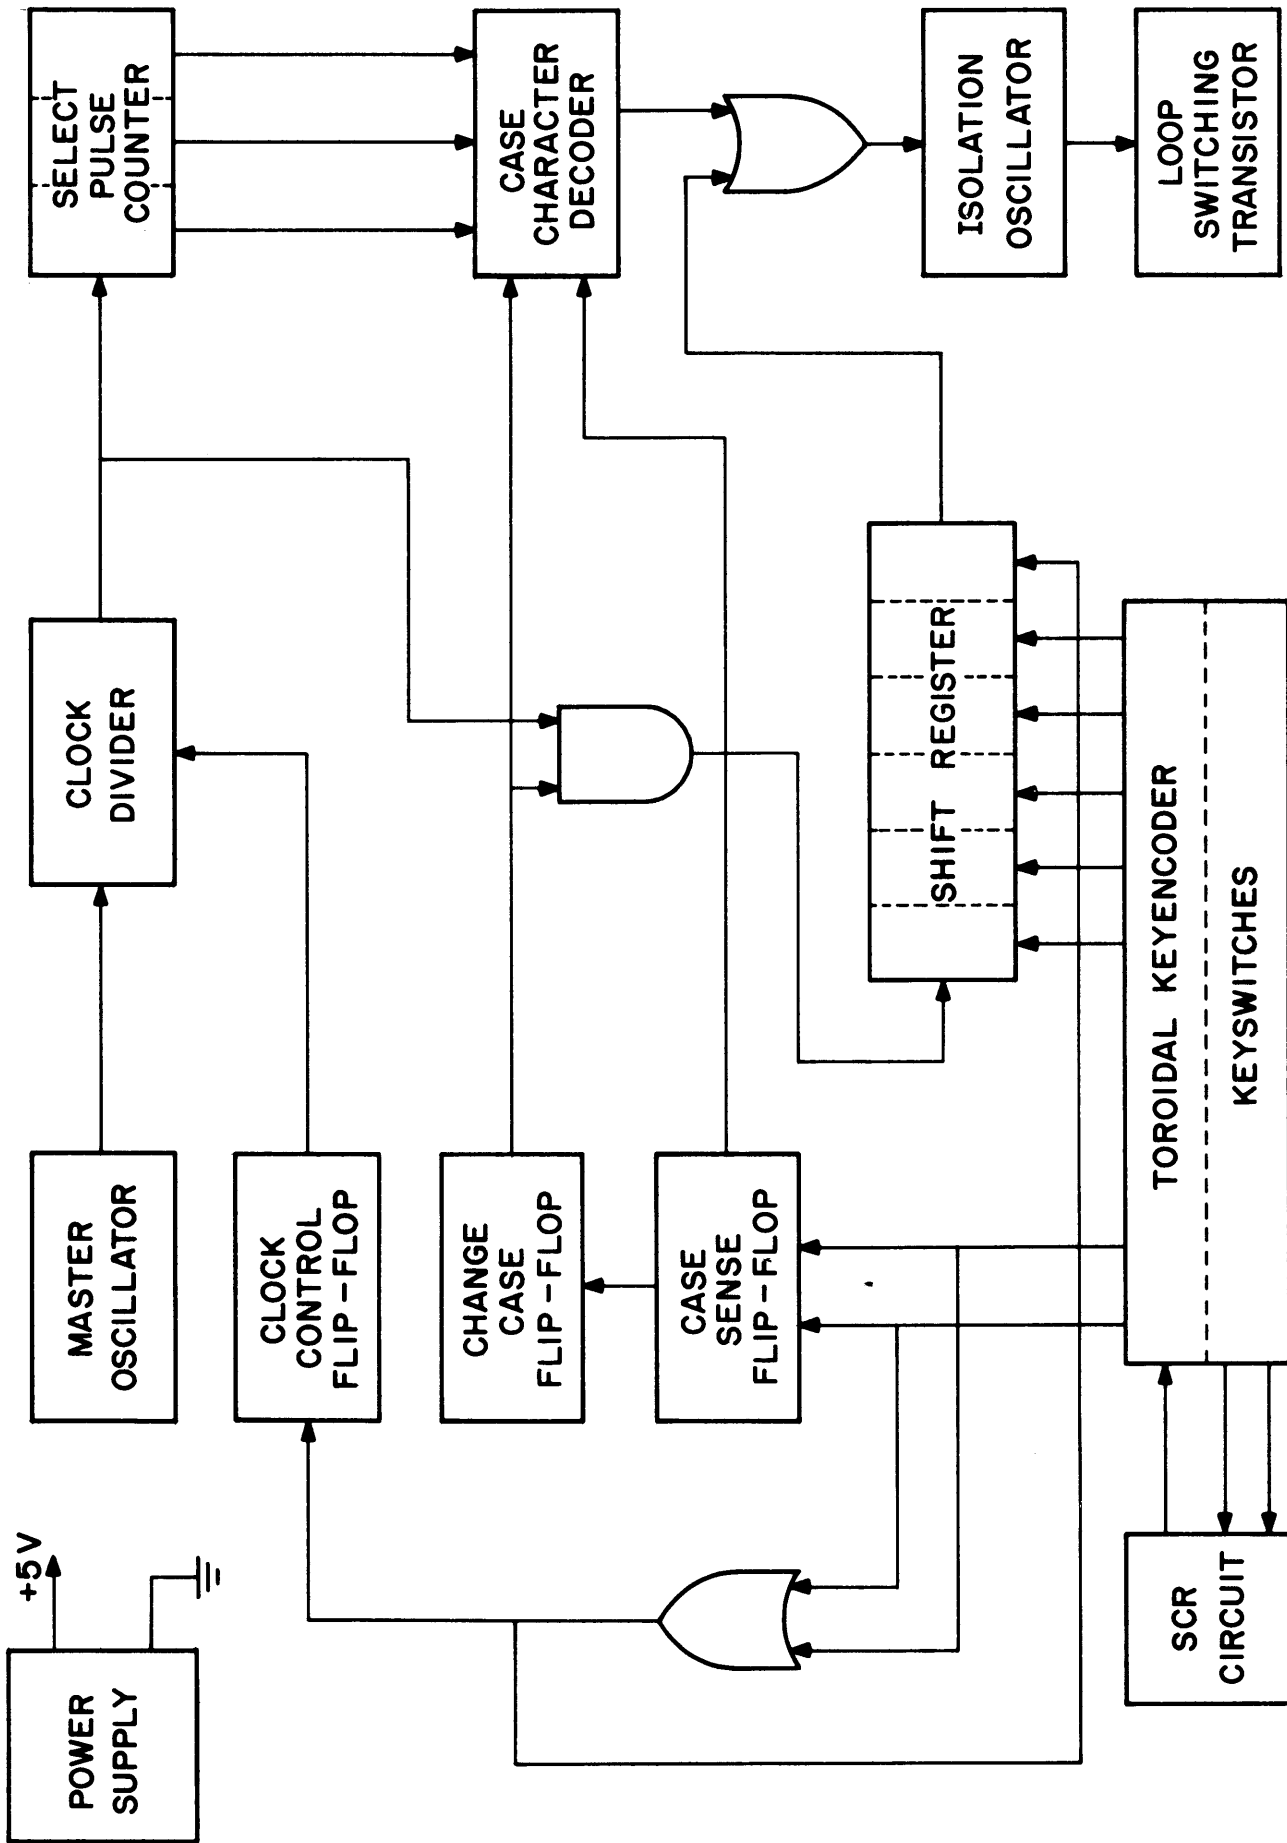 POWER
SUPPLY
+5V
MASTER
OSCILLATOR
CLOCK
DIVIDER
SELECT
PULSE
COUNTER
CLOCK
CONTROL
FLIP-FLOP
CHANGE
CASE
FLIP-FLOP
CASE
CHARACTER
DECODER
CASE
SENSE
FLIP-FLOP
SHIFT REGISTER
ISOLATION
OSCILLATOR
LOOP
SWITCHING
TRANSISTOR
SCR
CIRCUIT
TOROIDAL KEYENCODER
KEYSWITCHES